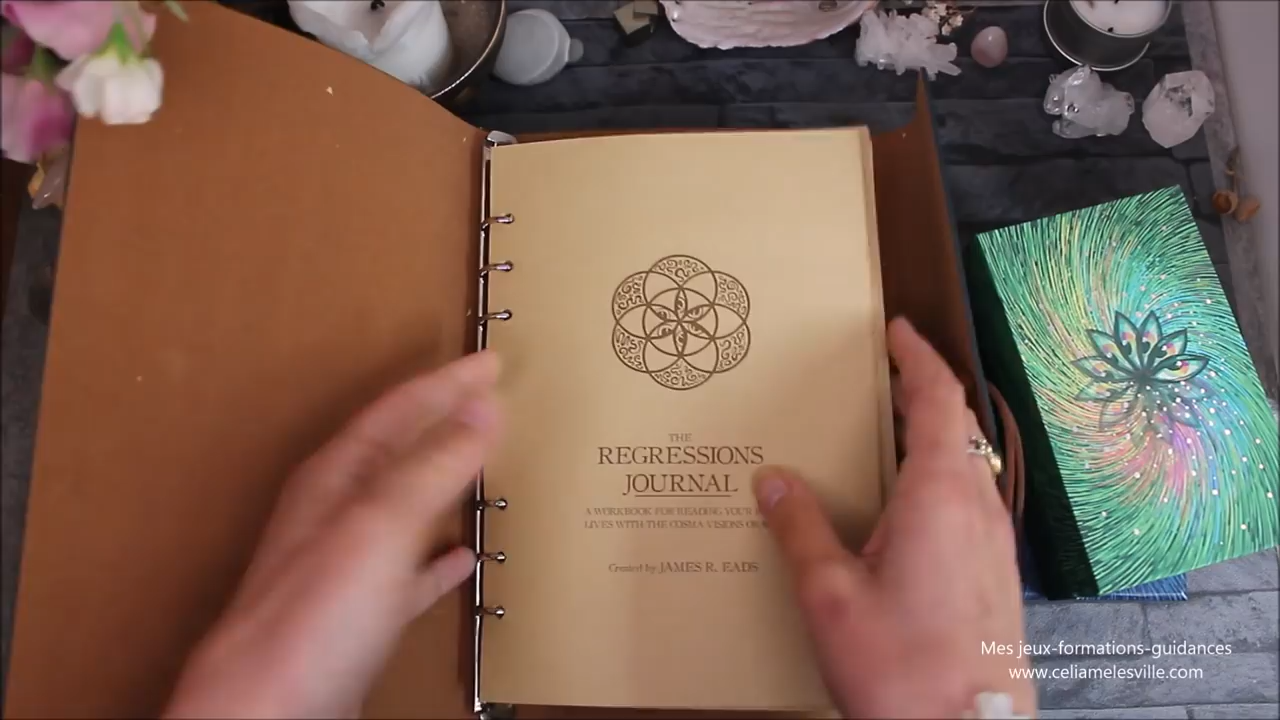 THE
REGRESSIONS
JOURNAL
A WORKBOOK FOR READING YOUR
LIVES WITH THE COSMA VISIONS
Created by JAMES R. EADS
Mes jeux-formations-guidances
www.celiamelesville.com